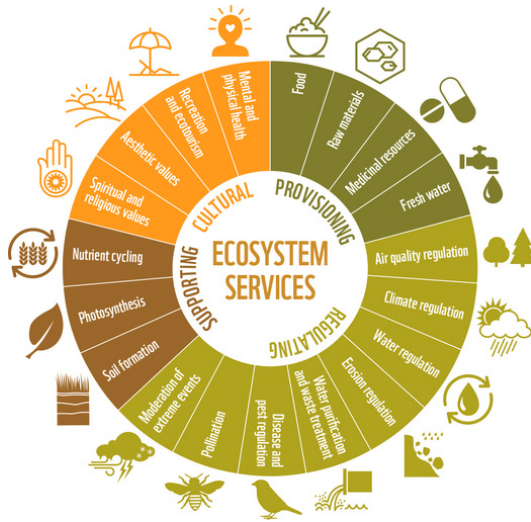 ECOSYSTEM
SERVICES
PROVISIONING
Food
Raw materials
Medicinal resources
Fresh water
REGULATING
Air quality regulation
Climate regulation
Water regulation
Erosion regulation
Water purification
and waste treatment
Disease and
pest regulation
Pollination
Moderation of
extreme events
SUPPORTING
Soil formation
Photosynthesis
Nutrient cycling
CULTURAL
Spiritual and
religious values
Aesthetic values
Recreation
and ecotourism
Mental and
physical health